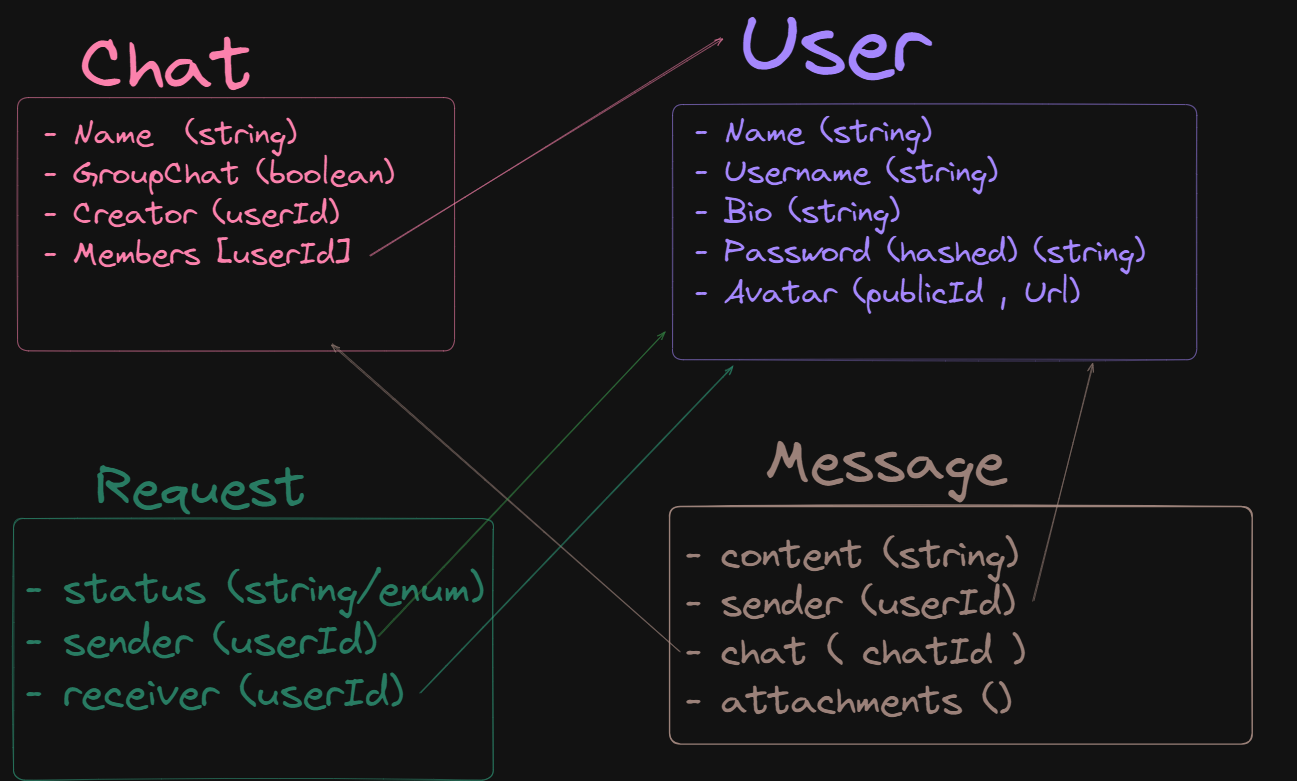 Chat
- Name (string)
- GroupChat (boolean)
- Creator (userId)
- Members [userId]
User
- Name (string)
- Username (string)
- Bio (string)
- Password (hashed) (string)
- Avatar (publicId , Url)
Request
- status (string/enum)
- sender (userId)
- receiver (userId)
Message
- content (string)
- sender (userId)
- chat ( chatId )
- attachments ()